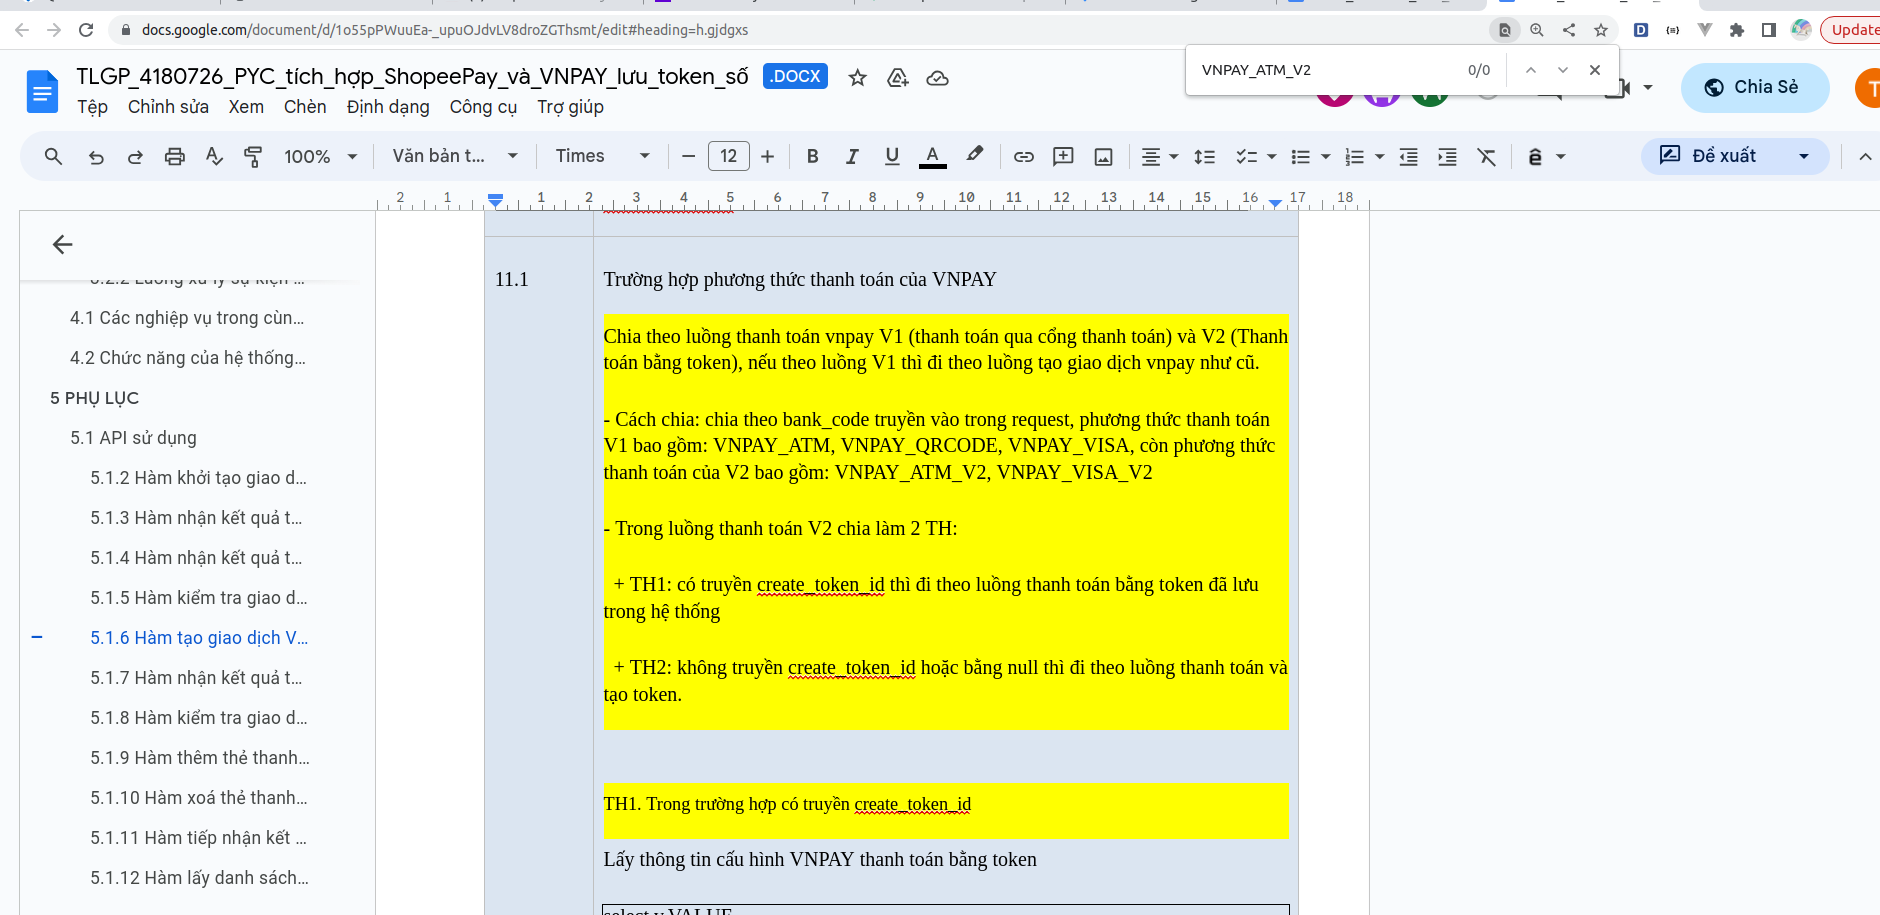 docs.google.com/document/d/1o55pPWuuEa-_upuOJdvLV8droZGThsmt/edit#heading=h.gjdgxs
Update
VNPAY_ATM_V2
0/0
TLGP_4180726_PYC_tích_hợp_ShopeePay_và_VNPAY_lưu_token_số
.DOCX
Tệp Chỉnh sửa Xem Chèn Định dạng Công cụ Trợ giúp
Chia Sẻ
T
100% Văn bản t... Times 12 B I U A ê Đề xuất
2 1 1 2 3 4 5 6 7 8 9 10 11 12 13 14 15 16 17 18
4.1 Các nghiệp vụ trong cùn...
4.2 Chức năng của hệ thống...
5 PHỤ LỤC
5.1 API sử dụng
5.1.2 Hàm khởi tạo giao d...
5.1.3 Hàm nhận kết quả t...
5.1.4 Hàm nhận kết quả t...
5.1.5 Hàm kiểm tra giao d...
5.1.6 Hàm tạo giao dịch V...
5.1.7 Hàm nhận kết quả t...
5.1.8 Hàm kiểm tra giao d...
5.1.9 Hàm thêm thẻ thanh...
5.1.10 Hàm xoá thẻ thanh...
5.1.11 Hàm tiếp nhận kết ...
5.1.12 Hàm lấy danh sách...
11.1
Trường hợp phương thức thanh toán của VNPAY
Chia theo luồng thanh toán vnpay V1 (thanh toán qua cổng thanh toán) và V2 (Thanh
toán bằng token), nếu theo luồng V1 thì đi theo luồng tạo giao dịch vnpay như cũ.
- Cách chia: chia theo bank_code truyền vào trong request, phương thức thanh toán
V1 bao gồm: VNPAY_ATM, VNPAY_QRCODE, VNPAY_VISA, còn phương thức
thanh toán của V2 bao gồm: VNPAY_ATM_V2, VNPAY_VISA_V2
- Trong luồng thanh toán V2 chia làm 2 TH:
+ TH1: có truyền create_token_id thì đi theo luồng thanh toán bằng token đã lưu
trong hệ thống
+ TH2: không truyền create_token_id hoặc bằng null thì đi theo luồng thanh toán và
tạo token.
TH1. Trong trường hợp có truyền create_token_id
Lấy thông tin cấu hình VNPAY thanh toán bằng token
select v.VALUE